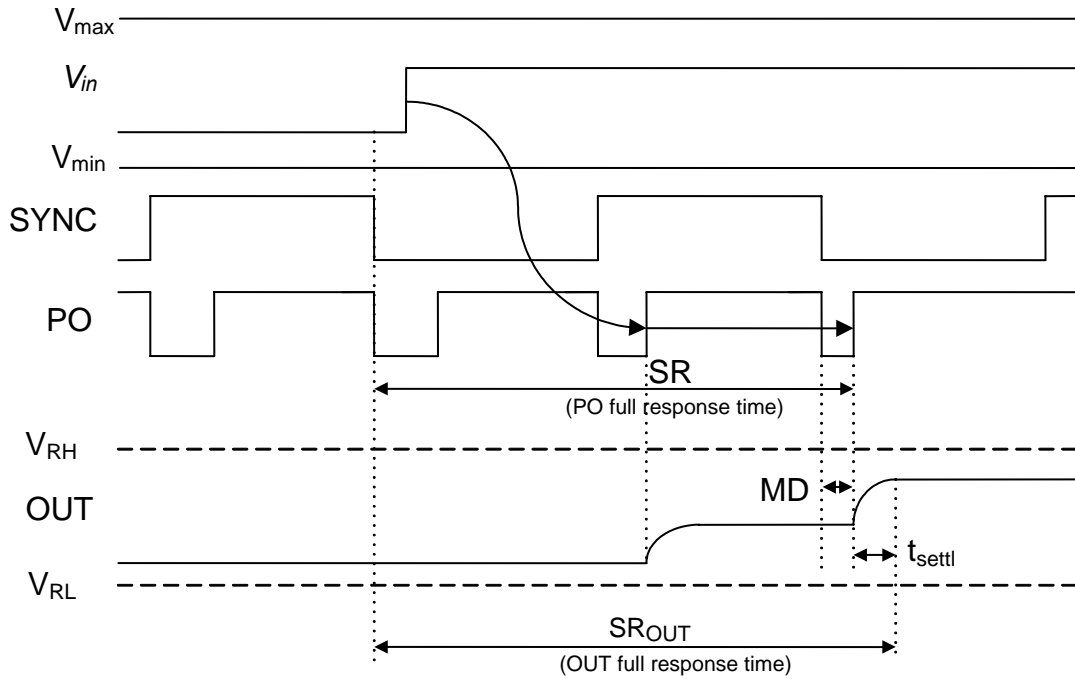 Vmax
Vin
Vmin
SYNC
PO
SR
(PO full response time)
VRH
MD
OUT
tsettl
VRL
SROUT
(OUT full response time)